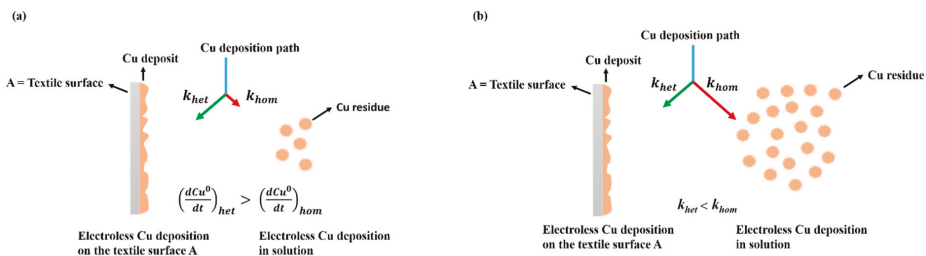 (a)
Cu deposition path
Cu deposit
A = Textile surface
k_het
k_hom
Cu residue
(dCu⁰/dt)_het > (dCu⁰/dt)_hom
Electroless Cu deposition
on the textile surface A
Electroless Cu deposition
in solution
(b)
Cu deposition path
Cu deposit
A = Textile surface
k_het
k_hom
Cu residue
k_het < k_hom
Electroless Cu deposition
on the textile surface A
Electroless Cu deposition
in solution